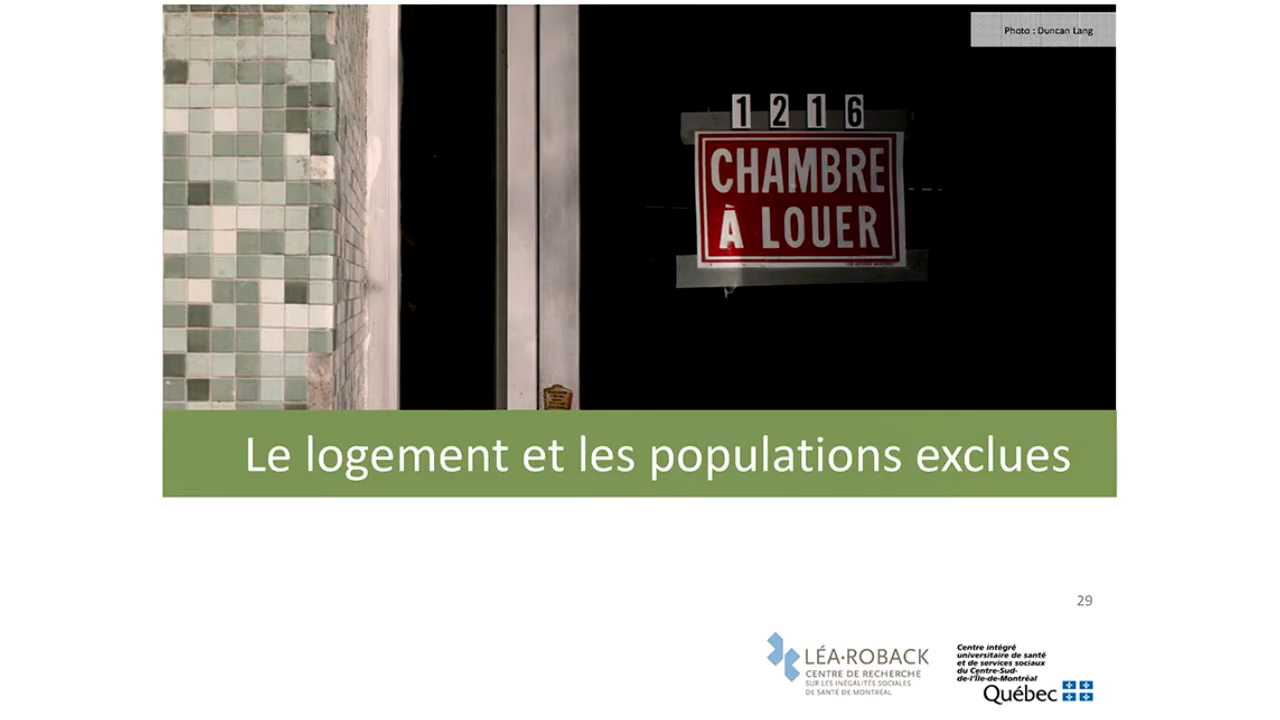 Photo : Duncan Lang
1216
CHAMBRE
À LOUER
Le logement et les populations exclues
29
LÉA·ROBACK
CENTRE DE RECHERCHE
SUR LES INÉGALITÉS SOCIALES
DE SANTÉ DE MONTRÉAL
Centre intégré
universitaire de santé
et de services sociaux
du Centre-Sud-
de-l'Île-de-Montréal
Québec